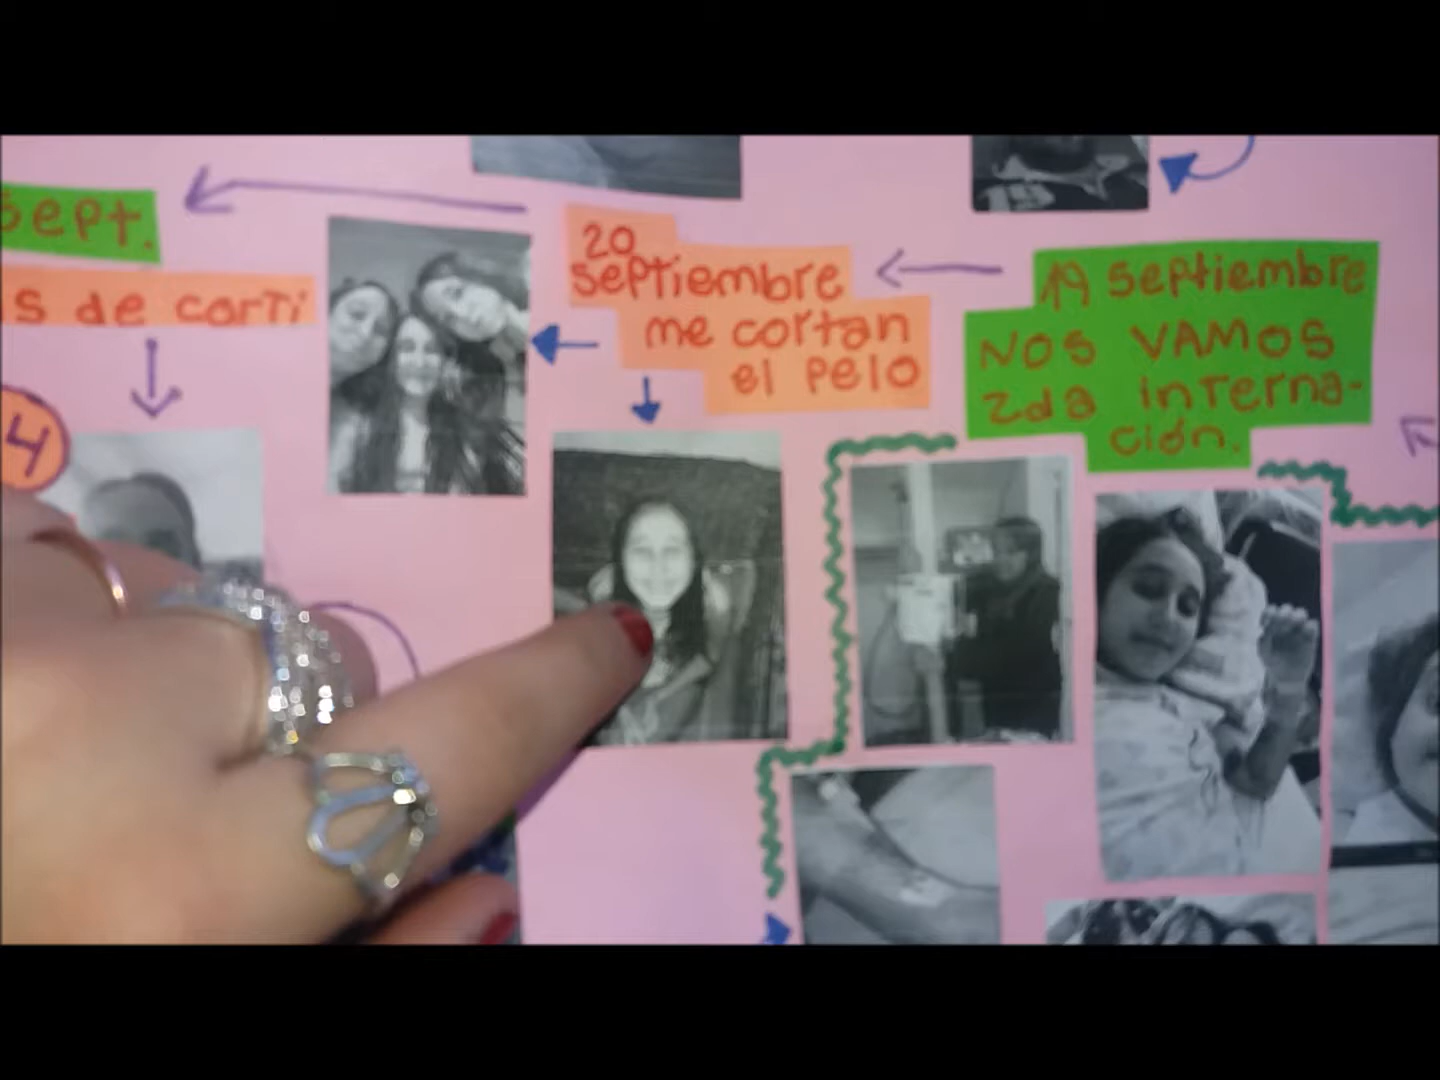 Sept.
s de corti
4
20
septiembre
me cortan
el pelo
19 septiembre
NOS VAMOS
2da interna-
ción.